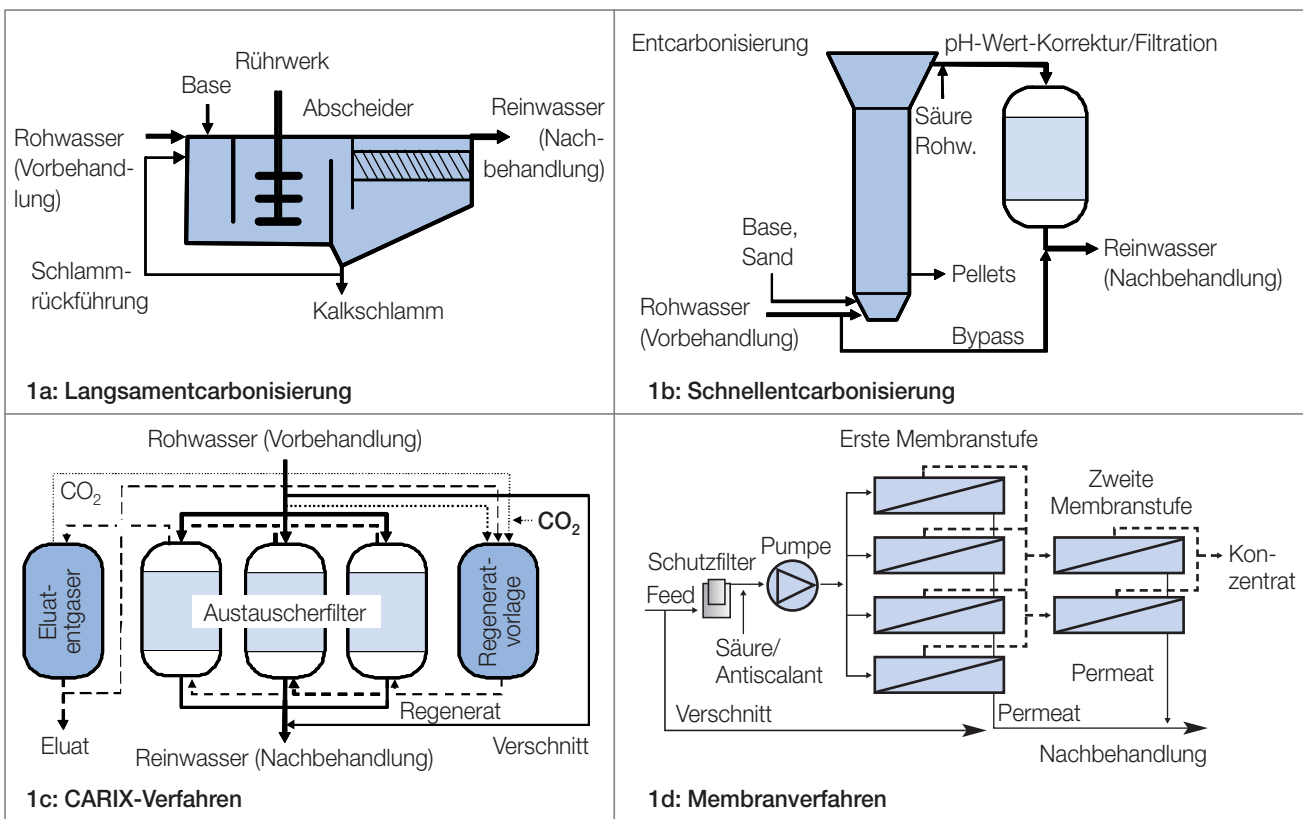 Rührwerk
Base
Abscheider
Reinwasser
(Nach-
behandlung)
Rohwasser
(Vorbehand-
lung)
Schlamm-
rückführung
Kalkschlamm
1a: Langsamentcarbonisierung
Entcarbonisierung
pH-Wert-Korrektur/Filtration
Säure
Rohw.
Base,
Sand
Pellets
Reinwasser
(Nachbehandlung)
Rohwasser
(Vorbehandlung)
Bypass
1b: Schnellentcarbonisierung
Rohwasser (Vorbehandlung)
CO2
CO2
Eluat-
entgaser
Austauscherfilter
Regenerat-
vorlage
Regenerat
Eluat
Reinwasser (Nachbehandlung)
Verschnitt
1c: CARIX-Verfahren
Erste Membranstufe
Zweite
Membranstufe
Schutzfilter
Pumpe
Feed
Kon-
zentrat
Säure/
Antiscalant
Permeat
Verschnitt
Permeat
Nachbehandlung
1d: Membranverfahren